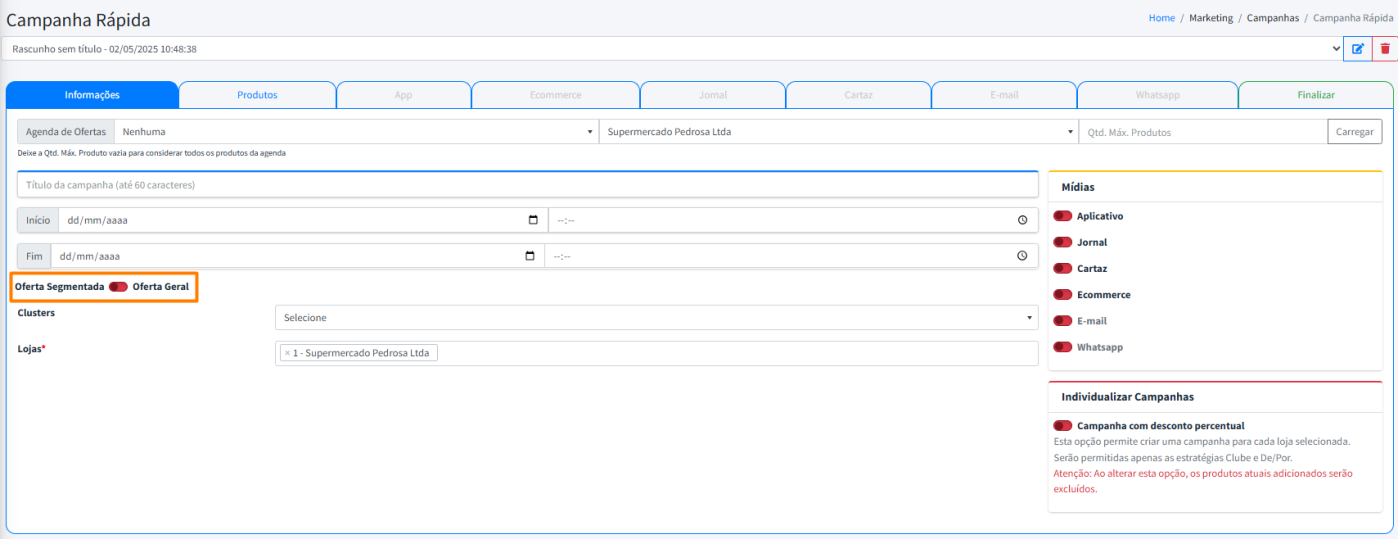 Campanha Rápida
Home / Marketing / Campanhas / Campanha Rápida
Rascunho sem título - 02/05/2025 10:48:38
Informações Produtos App Ecommerce Jornal Cartaz E-mail Whatsapp Finalizar
Agenda de Ofertas Nenhuma Supermercado Pedrosa Ltda Qtd. Máx. Produtos Carregar
Deixe a Qtd. Máx. Produto vazia para considerar todos os produtos da agenda
Título da campanha (até 60 caracteres)
Início dd/mm/aaaa --:--
Fim dd/mm/aaaa --:--
Oferta Segmentada Oferta Geral
Clusters Selecione
Lojas* × 1 - Supermercado Pedrosa Ltda
Mídias
Aplicativo
Jornal
Cartaz
Ecommerce
E-mail
Whatsapp
Individualizar Campanhas
Campanha com desconto percentual
Esta opção permite criar uma campanha para cada loja selecionada.
Serão permitidas apenas as estratégias Clube e De/Por.
Atenção: Ao alterar esta opção, os produtos atuais adicionados serão
excluídos.